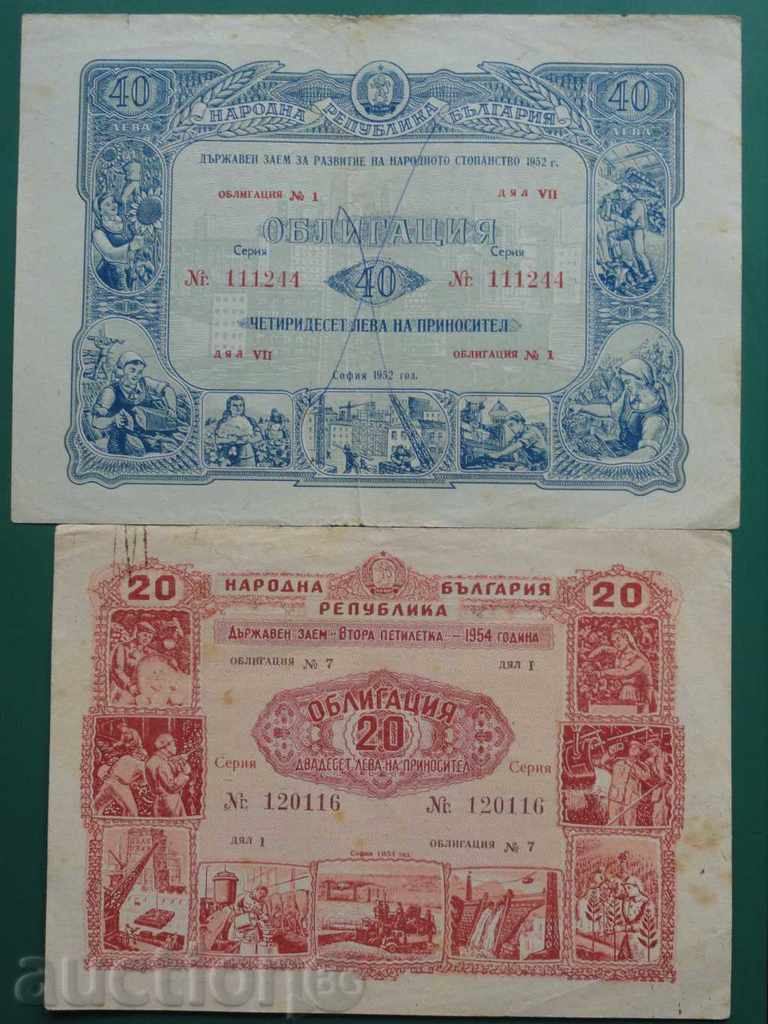 НАРОДНА РЕПУБЛИКА БЪЛГАРИЯ
40 40
ЛЕВА ЛЕВА
ДЪРЖАВЕН ЗАЕМ ЗА РАЗВИТИЕ НА НАРОДНОТО СТОПАНСТВО 1952 г.
ОБЛИГАЦИЯ № 1 ДЯЛ VII
ОБЛИГАЦИЯ
Серия Серия
№ 111244 40 № 111244
ЧЕТИРИДЕСЕТ ЛЕВА НА ПРИНОСИТЕЛ
ДЯЛ VII ОБЛИГАЦИЯ № 1
София 1952 год.
20 НАРОДНА БЪЛГАРИЯ 20
РЕПУБЛИКА
ДЪРЖАВЕН ЗАЕМ - ВТОРА ПЕТИЛЕТКА - 1954 ГОДИНА
ОБЛИГАЦИЯ № 7 ДЯЛ I
ОБЛИГАЦИЯ
20
ДВАДЕСЕТ ЛЕВА НА ПРИНОСИТЕЛ
Серия Серия
№ 120116 № 120116
ДЯЛ I ОБЛИГАЦИЯ № 7
София 1954 год.
auction.bg